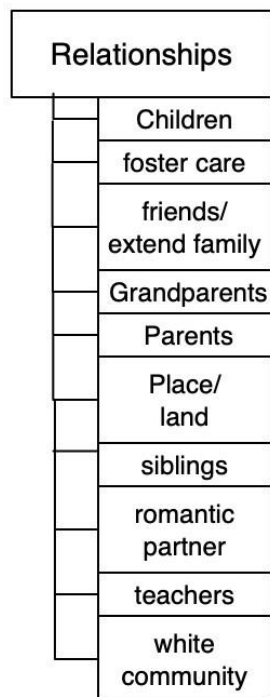 Relationships
Children
foster care
friends/
extend family
Grandparents
Parents
Place/
land
siblings
romantic
partner
teachers
white
community